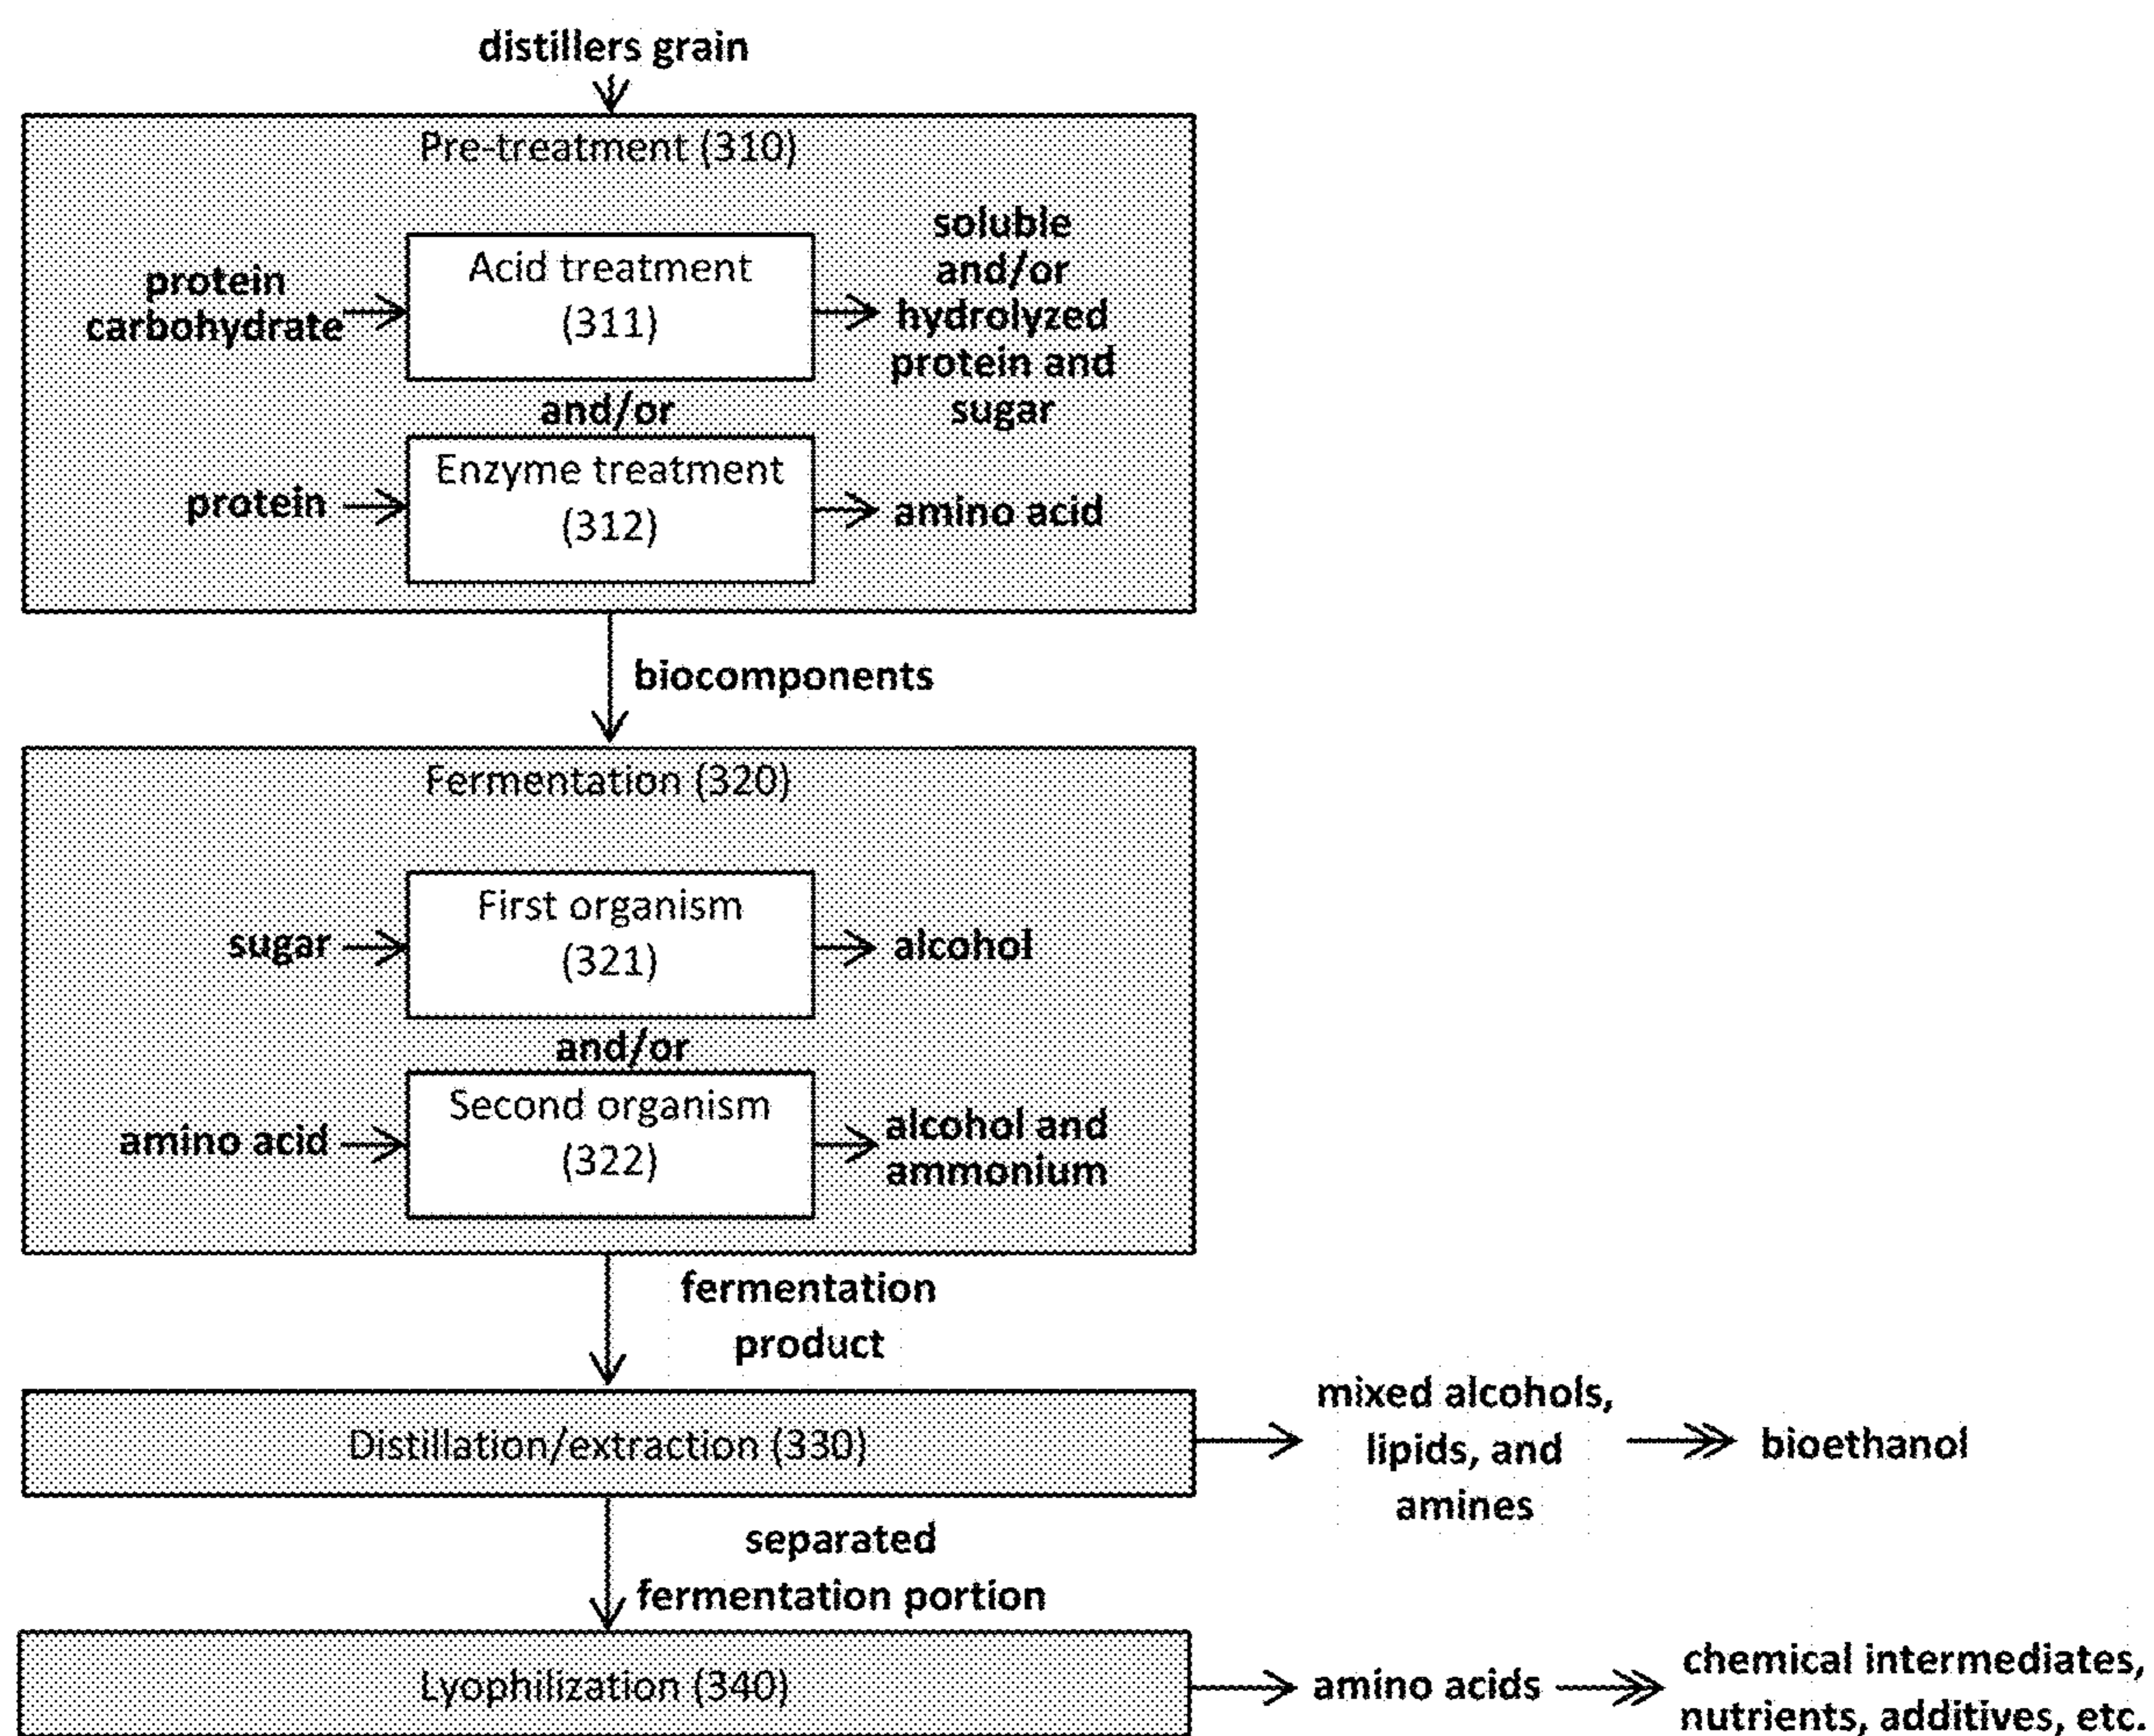 distillers grain
Pre-treatment (310)
protein
carbohydrate
Acid treatment
(311)
soluble
and/or
hydrolyzed
protein and
sugar
and/or
protein
Enzyme treatment
(312)
amino acid
biocomponents
Fermentation (320)
sugar
First organism
(321)
alcohol
and/or
amino acid
Second organism
(322)
alcohol and
ammonium
fermentation
product
Distillation/extraction (330)
mixed alcohols,
lipids, and
amines
bioethanol
separated
fermentation portion
Lyophilization (340)
amino acids
chemical intermediates,
nutrients, additives, etc.